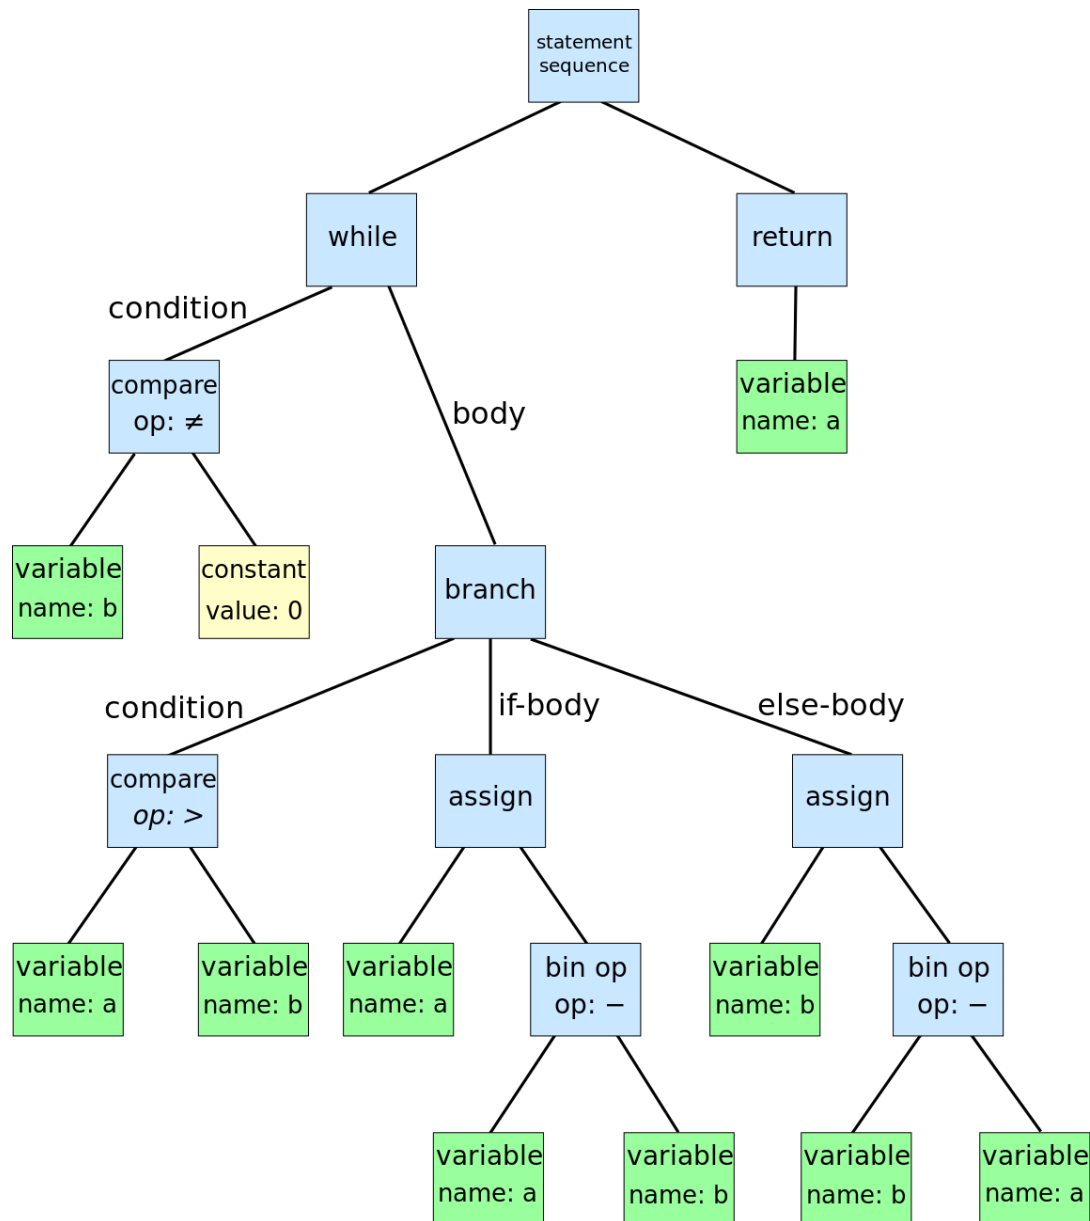 statement
sequence
while
return
condition
compare
op: ≠
body
variable
name: a
variable
name: b
constant
value: 0
branch
condition
if-body
else-body
compare
op: >
assign
assign
variable
name: a
variable
name: b
variable
name: a
bin op
op: −
variable
name: b
bin op
op: −
variable
name: a
variable
name: b
variable
name: b
variable
name: a